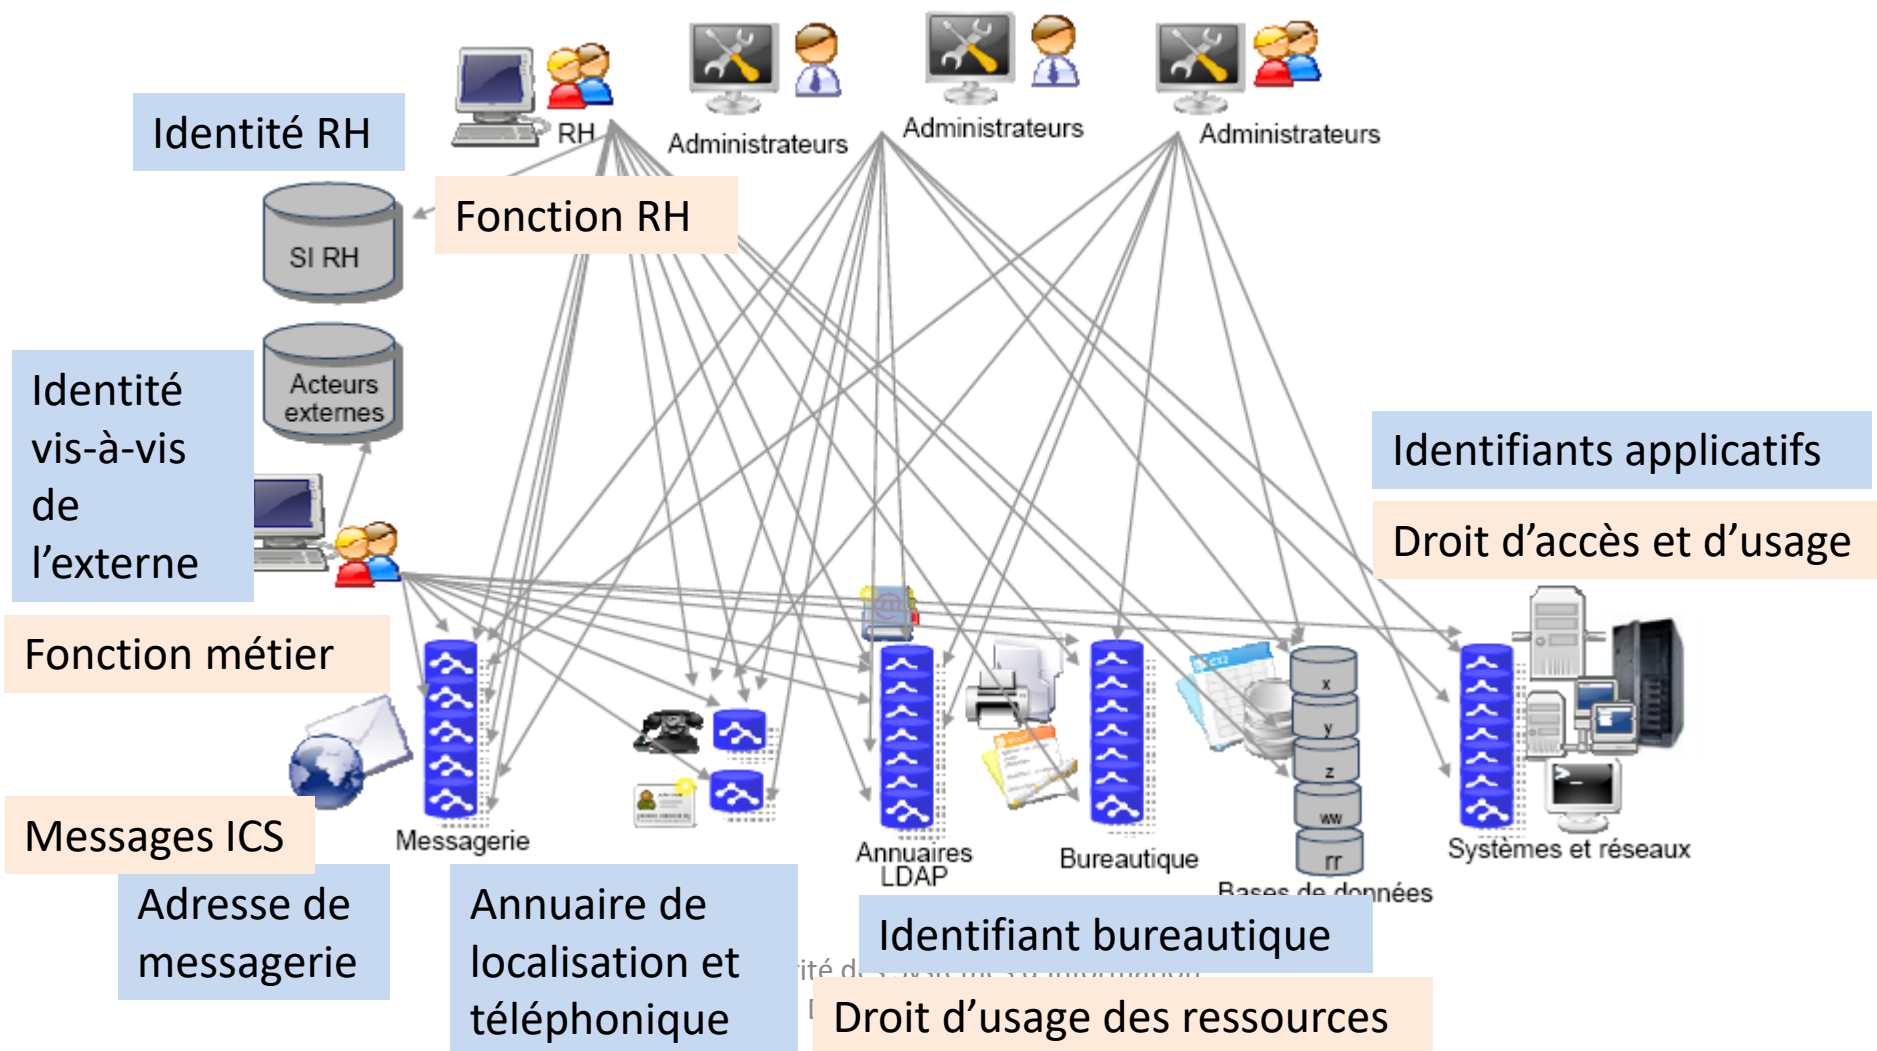 RH
Administrateurs
Administrateurs
Administrateurs
Identité RH
Fonction RH
SI RH
Acteurs
externes
Identité
vis-à-vis
de
l’externe
Identifiants applicatifs
Droit d’accès et d’usage
Fonction métier
x
y
z
ww
rr
Messages ICS
Messagerie
Annuaires
LDAP
Bureautique
Bases de données
Systèmes et réseaux
Adresse de
messagerie
Annuaire de
localisation et
téléphonique
Identifiant bureautique
Droit d’usage des ressources